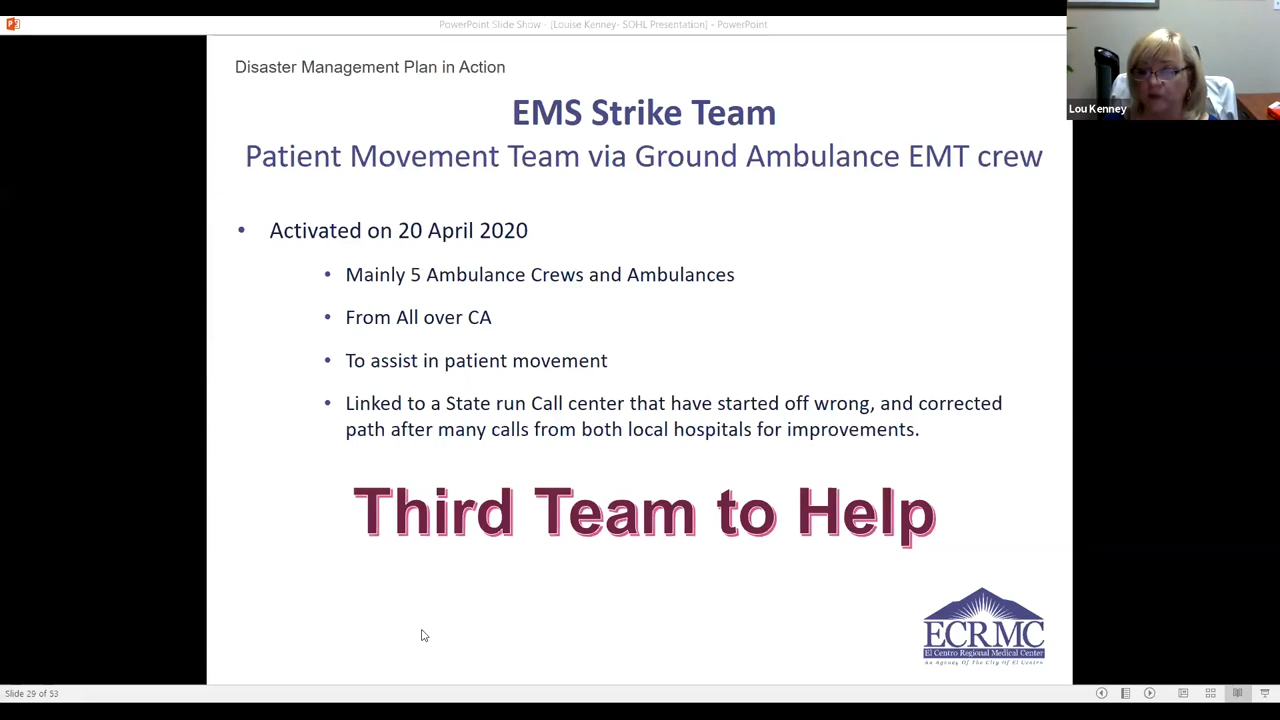 PowerPoint Slide Show - [Louise Kenney- SOHL Presentation] - PowerPoint
Disaster Management Plan in Action
EMS Strike Team
Patient Movement Team via Ground Ambulance EMT crew
• Activated on 20 April 2020
• Mainly 5 Ambulance Crews and Ambulances
• From All over CA
• To assist in patient movement
• Linked to a State run Call center that have started off wrong, and corrected
path after many calls from both local hospitals for improvements.
Third Team to Help
ECRMC
El Centro Regional Medical Center
An Agency Of The City Of El Centro
Lou Kenney
Slide 29 of 53